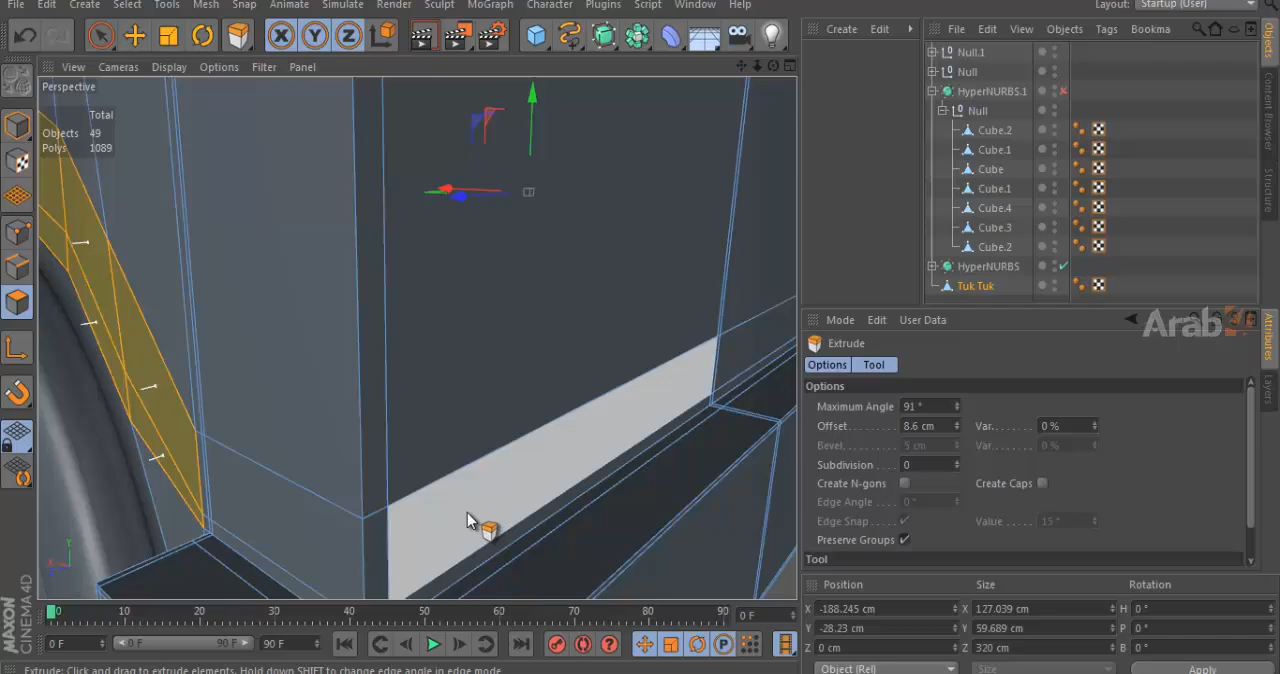 File Edit Create Select Tools Mesh Snap Animate Simulate Render Sculpt MoGraph Character Plugins Script Window Help Layout: Startup (User)
X Y Z
View Cameras Display Options Filter Panel
Perspective
Total
Objects 49
Polys 1089
Create Edit
File Edit View Objects Tags Bookma
Null.1
Null
HyperNURBS.1
Null
Cube.2
Cube.1
Cube
Cube.1
Cube.4
Cube.3
Cube.2
HyperNURBS
Tuk Tuk
Objects
Content Browser
Structure
Attributes
Layers
Mode Edit User Data
Arab
Extrude
Options Tool
Options
Maximum Angle 91 °
Offset 8.6 cm Var. 0 %
Bevel 5 cm Var. 0 %
Subdivision 0
Create N-gons Create Caps
Edge Angle 0 °
Edge Snap Value 15 °
Preserve Groups
Tool
Y
0 10 20 30 40 50 60 70 80 90 0 F
0 F 0 F 90 F 90 F
P
Position Size Rotation
X -188.245 cm X 127.039 cm H 0 °
Y -28.23 cm Y 59.689 cm P 0 °
Z 0 cm Z 320 cm B 0 °
Object (Rel) Size Apply
MAXON
CINEMA 4D
Extrude: Click and drag to extrude elements. Hold down SHIFT to change edge angle in edge mode.